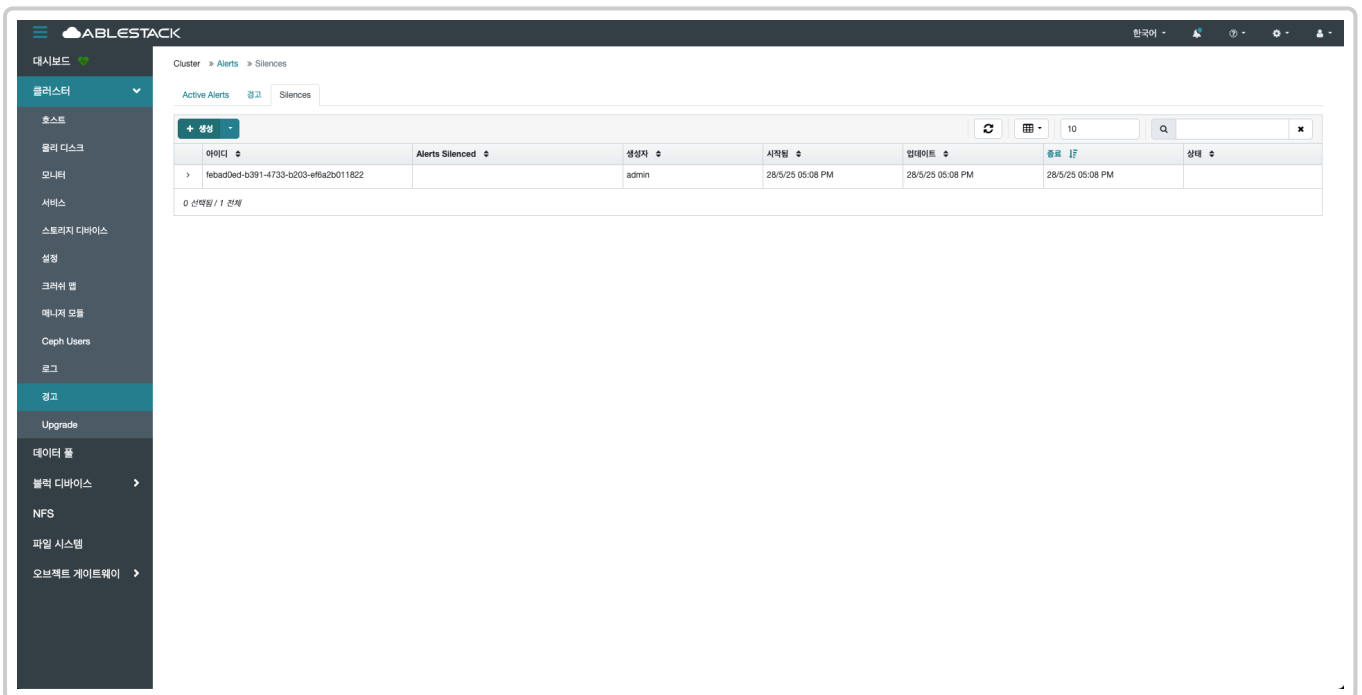 ABLESTACK
한국어
대시보드
클러스터
호스트
물리 디스크
모니터
서비스
스토리지 디바이스
설정
크러쉬 맵
매니저 모듈
Ceph Users
로그
경고
Upgrade
데이터 풀
블럭 디바이스
NFS
파일 시스템
오브젝트 게이트웨이
Cluster » Alerts » Silences
Active Alerts 경고 Silences
+ 생성 10
아이디 Alerts Silenced 생성자 시작됨 업데이트 종료 상태
febad0ed-b391-4733-b203-ef6a2b011822 admin 28/5/25 05:08 PM 28/5/25 05:08 PM 28/5/25 05:08 PM
0 선택됨 / 1 전체